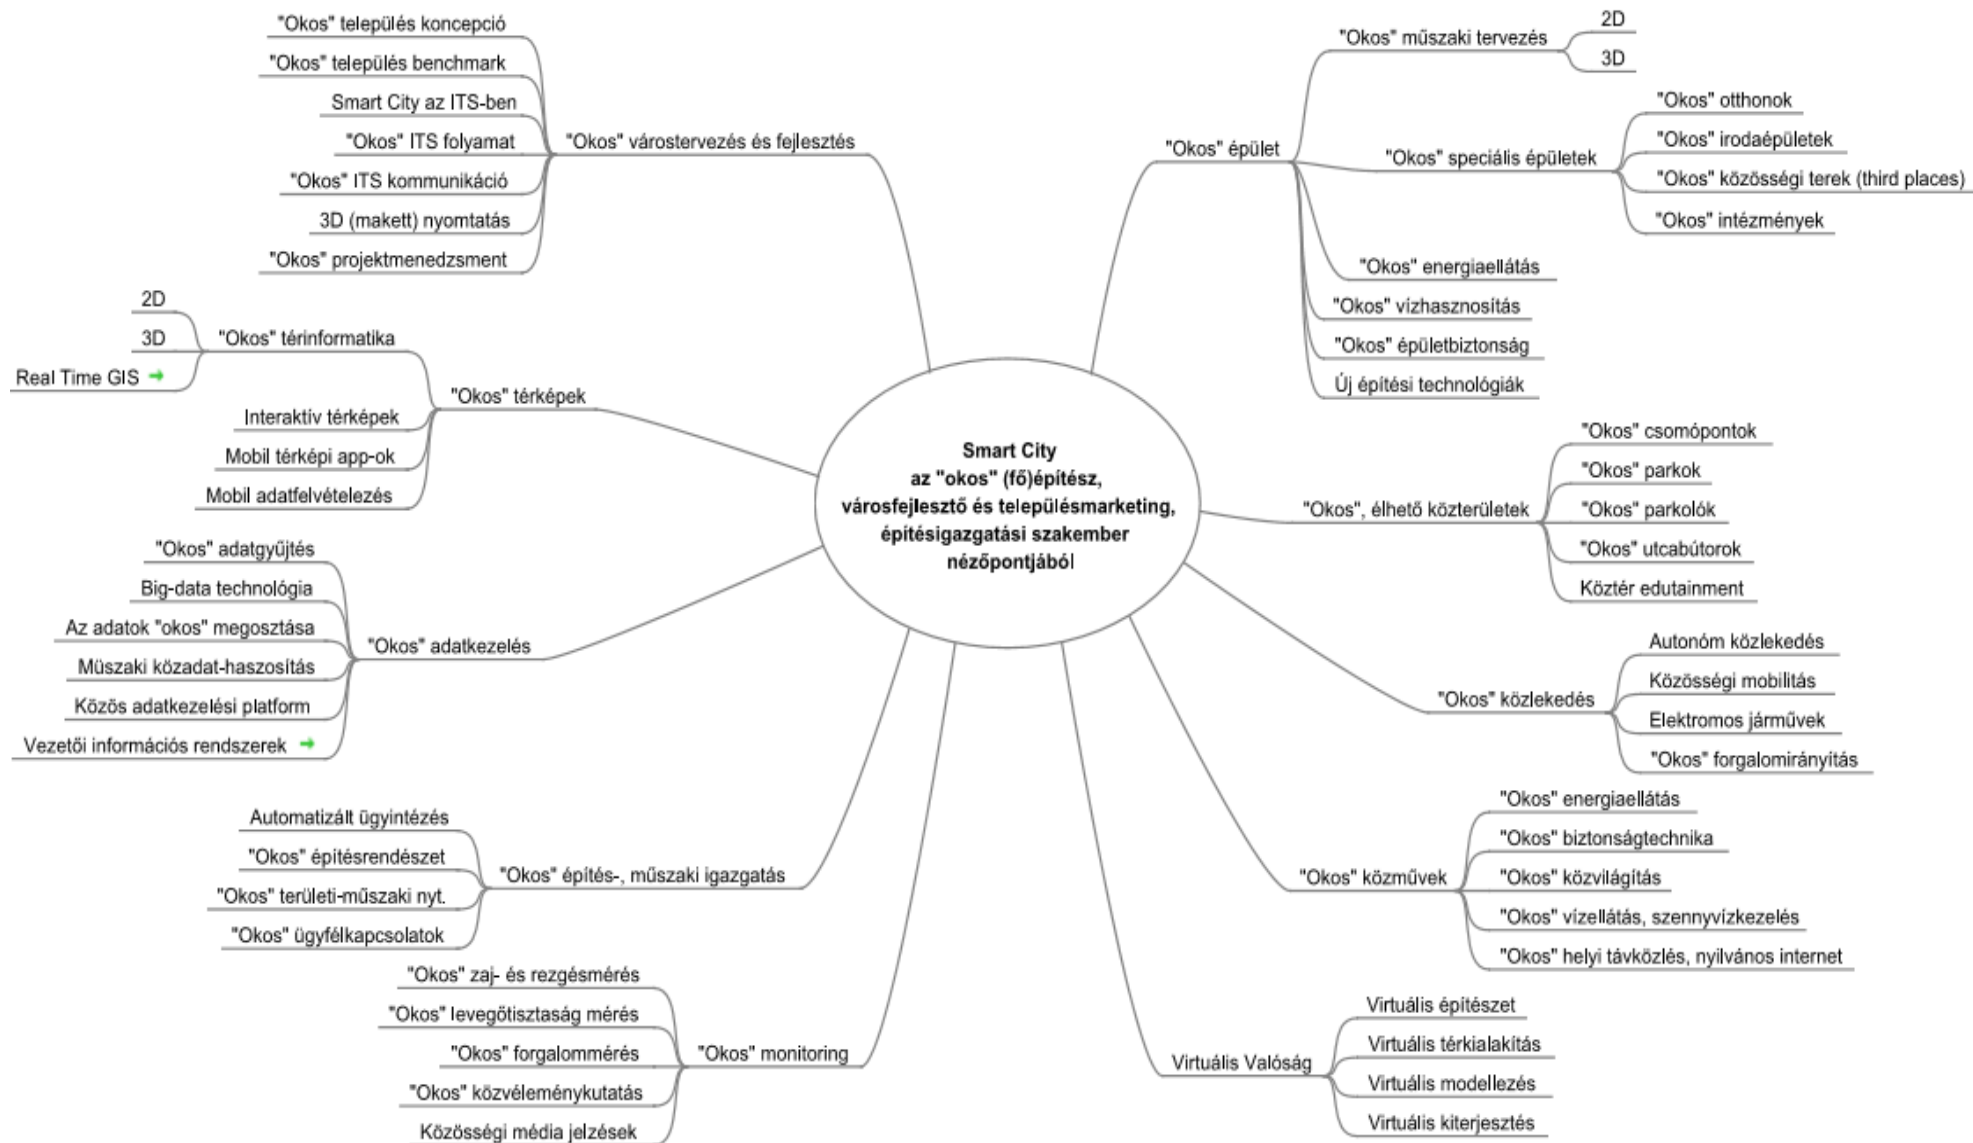 "Okos" település koncepció
"Okos" település benchmark
Smart City az ITS-ben
"Okos" ITS folyamat
"Okos" ITS kommunikáció
3D (makett) nyomtatás
"Okos" projektmenedzsment
"Okos" várostervezés és fejlesztés
2D
3D
Real Time GIS
"Okos" térinformatika
Interaktív térképek
Mobil térképi app-ok
Mobil adatfelvételezés
"Okos" térképek
"Okos" adatgyűjtés
Big-data technológia
Az adatok "okos" megosztása
Müszaki közadat-haszosítás
Közös adatkezelési platform
Vezetői információs rendszerek
"Okos" adatkezelés
Automatizált ügyintézés
"Okos" építésrendészet
"Okos" területi-műszaki nyt.
"Okos" ügyfélkapcsolatok
"Okos" építés-, műszaki igazgatás
"Okos" zaj- és rezgésmérés
"Okos" levegőtisztaság mérés
"Okos" forgalommérés
"Okos" közvéleménykutatás
Közösségi média jelzések
"Okos" monitoring
Smart City
az "okos" (fő)építész,
városfejlesztő és településmarketing,
építésigazgatási szakember
nézőpontjából
"Okos" épület
"Okos" műszaki tervezés
2D
3D
"Okos" speciális épületek
"Okos" otthonok
"Okos" irodaépületek
"Okos" közösségi terek (third places)
"Okos" intézmények
"Okos" energiaellátás
"Okos" vízhasznosítás
"Okos" épületbiztonság
Új építési technológiák
"Okos", élhető közterületek
"Okos" csomópontok
"Okos" parkok
"Okos" parkolók
"Okos" utcabútorok
Köztér edutainment
"Okos" közlekedés
Autonóm közlekedés
Közösségi mobilitás
Elektromos járművek
"Okos" forgalomirányítás
"Okos" közművek
"Okos" energiaellátás
"Okos" biztonságtechnika
"Okos" közvilágítás
"Okos" vízellátás, szennyvízkezelés
"Okos" helyi távközlés, nyilvános internet
Virtuális Valóság
Virtuális építészet
Virtuális térkialakítás
Virtuális modellezés
Virtuális kiterjesztés